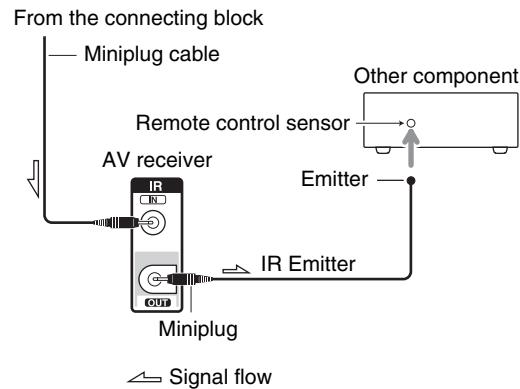 From the connecting block
Miniplug cable
Other component
Remote control sensor
AV receiver
IR
IN
Emitter
IR Emitter
OUT
Miniplug
Signal flow